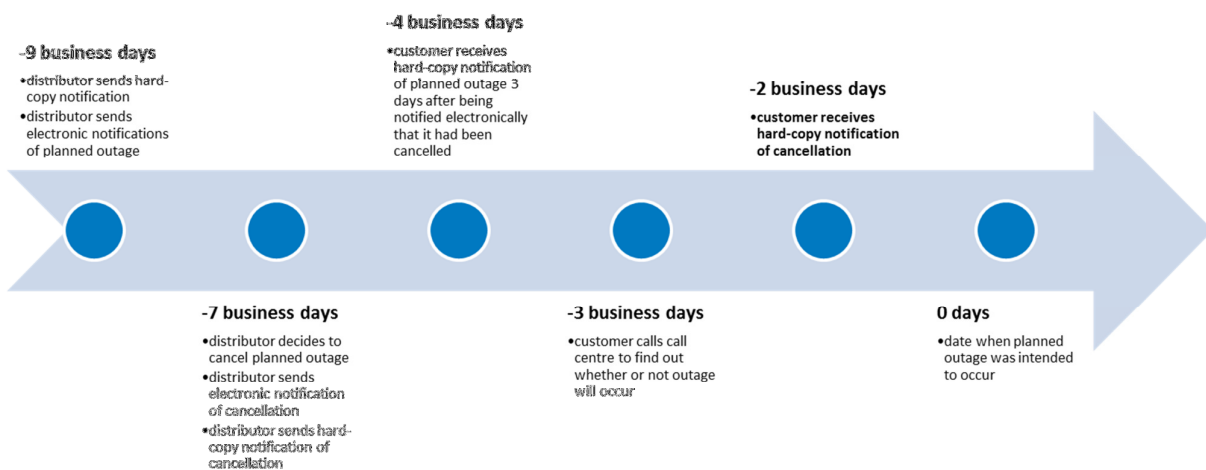 -9 business days
•distributor sends hard-
copy notification
•distributor sends
electronic notifications
of planned outage
-7 business days
•distributor decides to
cancel planned outage
•distributor sends
electronic notification
of cancellation
•distributor sends hard-
copy notification of
cancellation
-4 business days
•customer receives
hard-copy notification
of planned outage 3
days after being
notified electronically
that it had been
cancelled
-3 business days
•customer calls call
centre to find out
whether or not outage
will occur
-2 business days
•customer receives
hard-copy notification
of cancellation
0 days
•date when planned
outage was intended
to occur